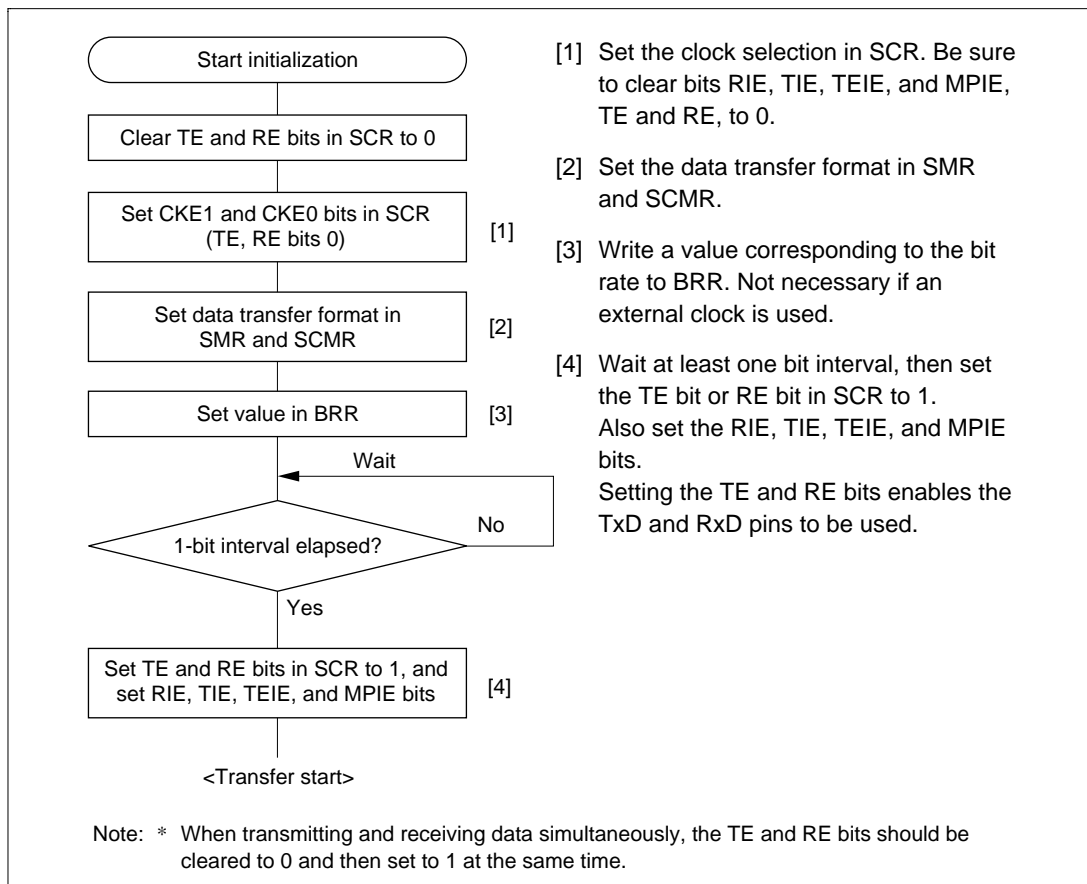 Start initialization
Clear TE and RE bits in SCR to 0
Set CKE1 and CKE0 bits in SCR
(TE, RE bits 0)
[1]
Set data transfer format in
SMR and SCMR
[2]
Set value in BRR
[3]
Wait
1-bit interval elapsed?
No
Yes
Set TE and RE bits in SCR to 1, and
set RIE, TIE, TEIE, and MPIE bits
[4]
<Transfer start>
[1] Set the clock selection in SCR. Be sure
to clear bits RIE, TIE, TEIE, and MPIE,
TE and RE, to 0.
[2] Set the data transfer format in SMR
and SCMR.
[3] Write a value corresponding to the bit
rate to BRR. Not necessary if an
external clock is used.
[4] Wait at least one bit interval, then set
the TE bit or RE bit in SCR to 1.
Also set the RIE, TIE, TEIE, and MPIE
bits.
Setting the TE and RE bits enables the
TxD and RxD pins to be used.
Note: * When transmitting and receiving data simultaneously, the TE and RE bits should be
cleared to 0 and then set to 1 at the same time.